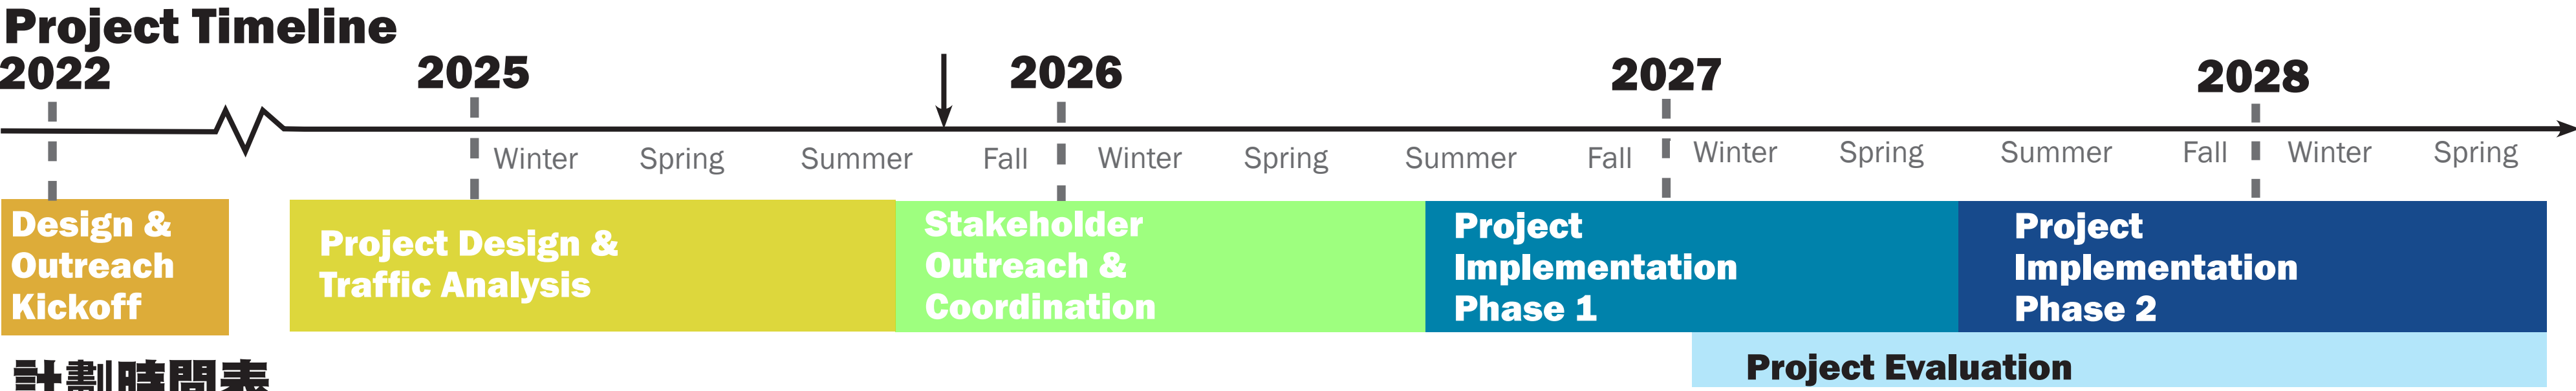 Project Timeline
2022 2025 2026 2027 2028
Winter Spring Summer Fall Winter Spring Summer Fall Winter Spring Summer Fall Winter Spring
Design &
Outreach
Kickoff
Project Design &
Traffic Analysis
Stakeholder
Outreach &
Coordination
Project
Implementation
Phase 1
Project
Implementation
Phase 2
Project Evaluation
計劃時間表